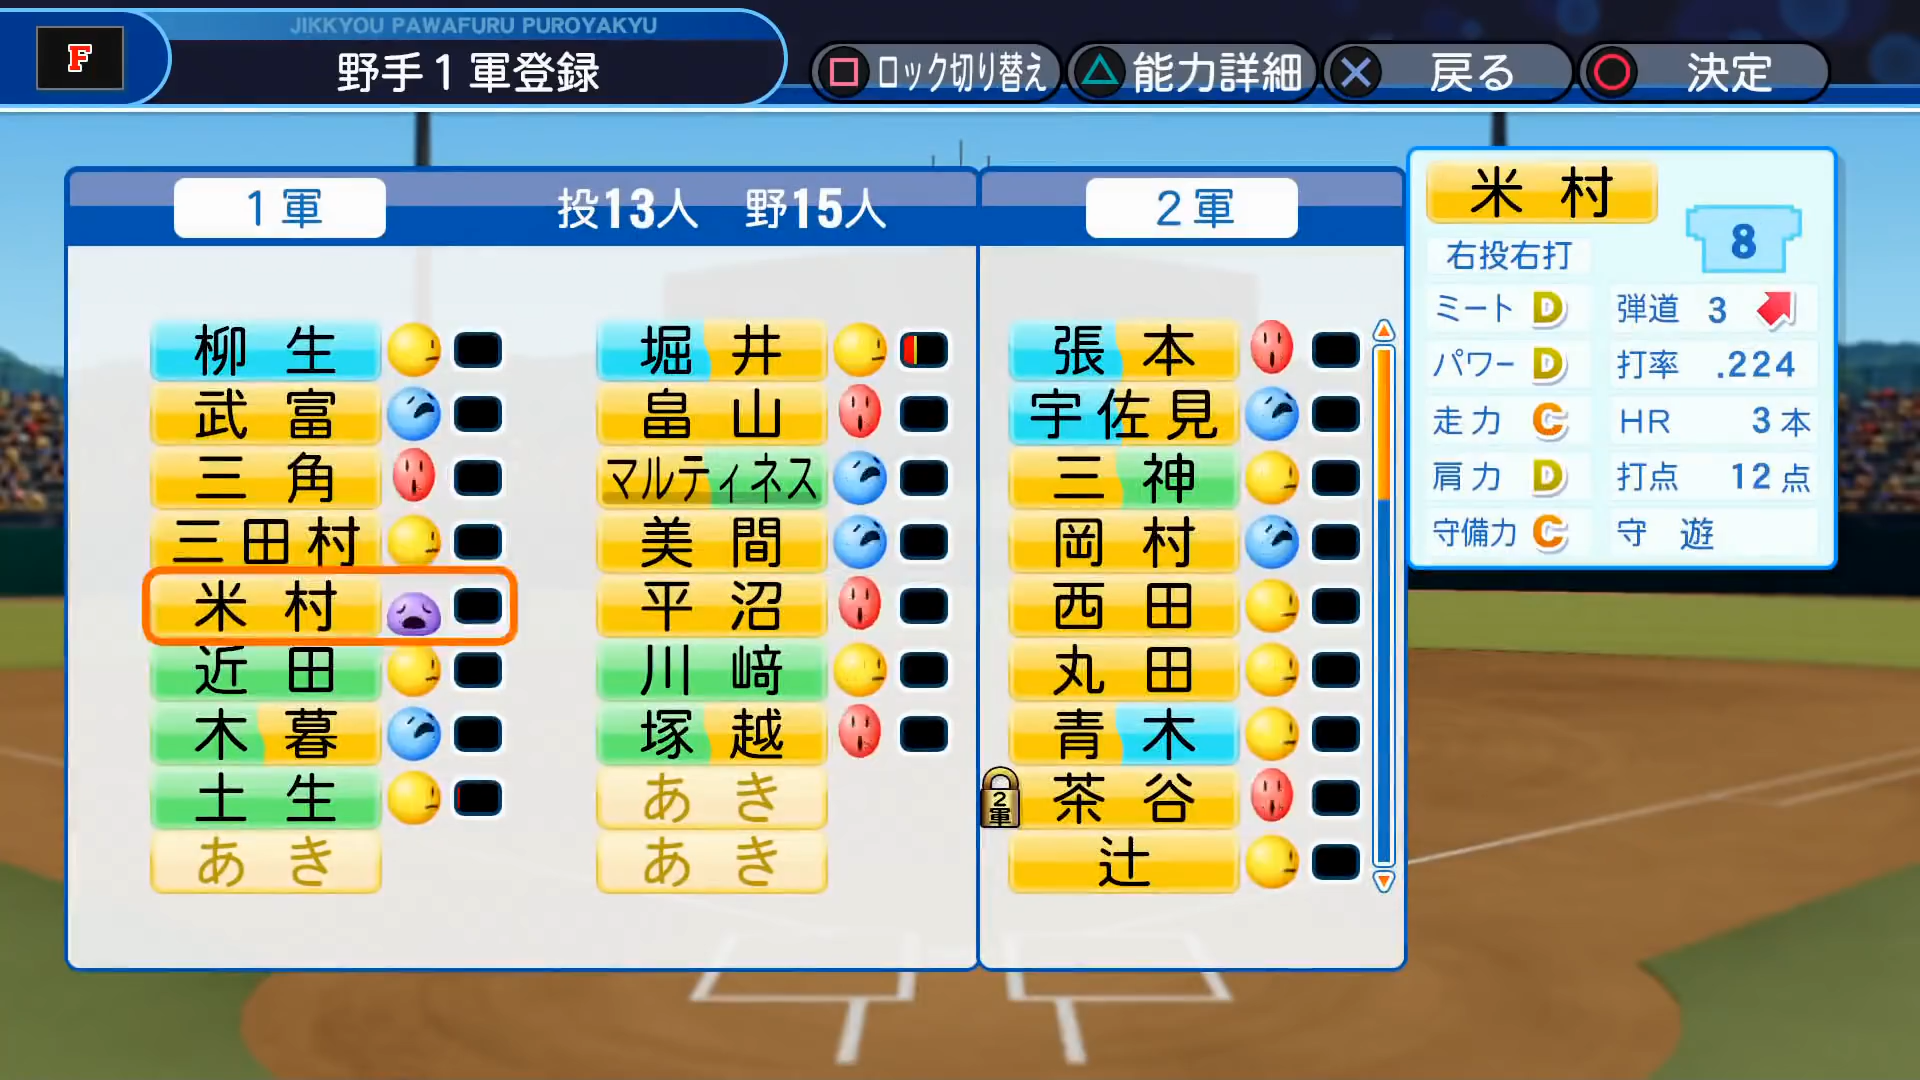 F
JIKKYOU PAWAFURU PUROYAKYU
野手1軍登録
ロック切り替え
能力詳細
戻る
決定
1軍
投13人 野15人
柳生
武富
三角
三田村
米村
近田
木暮
土生
あき
堀井
畠山
マルティネス
美間
平沼
川﨑
塚越
あき
あき
2軍
張本
宇佐見
三神
岡村
西田
丸田
青木
2軍
茶谷
辻
米村
8
右投右打
ミート D
弾道 3
パワー D
打率 .224
走力 C
HR 3本
肩力 D
打点 12点
守備力 C
守 遊